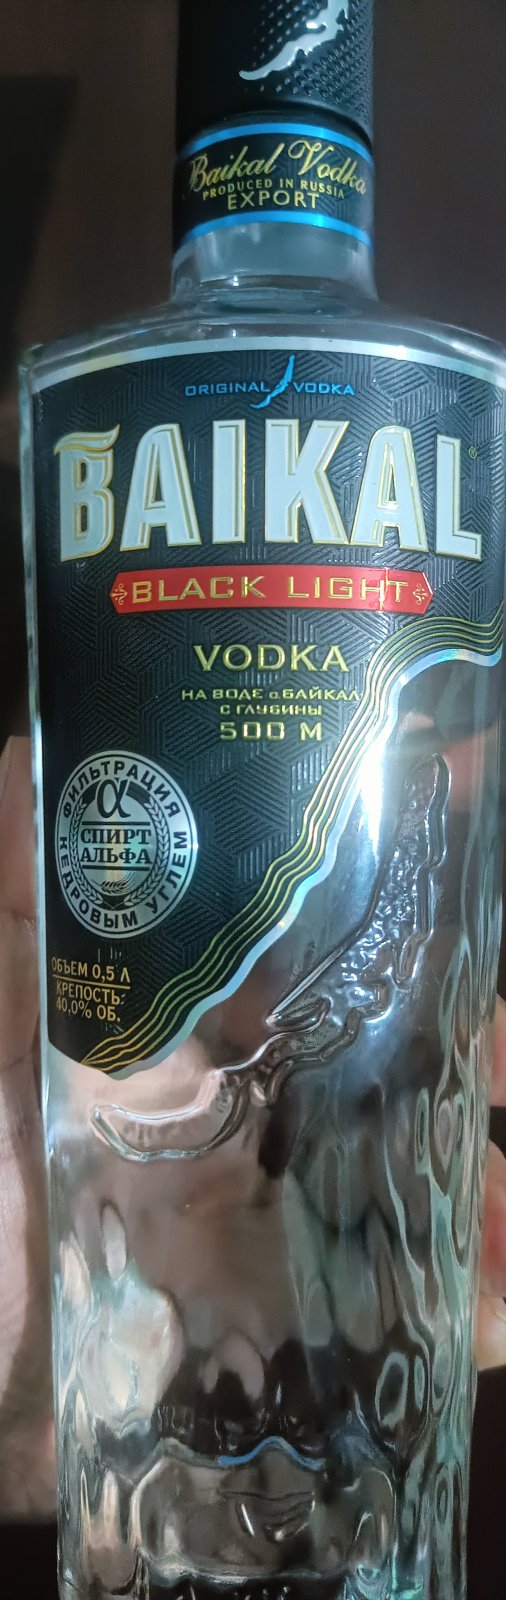 Baikal Vodka
PRODUCED IN RUSSIA
EXPORT
ORIGINAL VODKA
BAIKAL®
BLACK LIGHT
VODKA
НА ВОДЕ о.БАЙКАЛ
С ГЛУБИНЫ
500 М
ФИЛЬТРАЦИЯ
α
СПИРТ
АЛЬФА
КЕДРОВЫМ УГЛЕМ
ОБЪЕМ 0,5 Л
КРЕПОСТЬ:
40,0% ОБ.